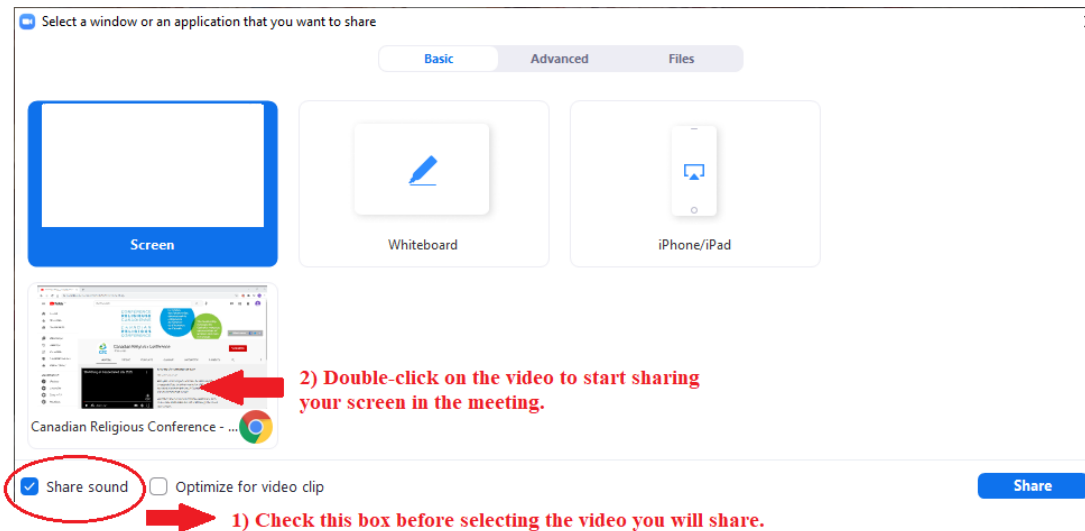 Select a window or an application that you want to share
Basic Advanced Files
Screen Whiteboard iPhone/iPad
2) Double-click on the video to start sharing
your screen in the meeting.
Canadian Religious Conference - ...
Share sound Optimize for video clip Share
1) Check this box before selecting the video you will share.